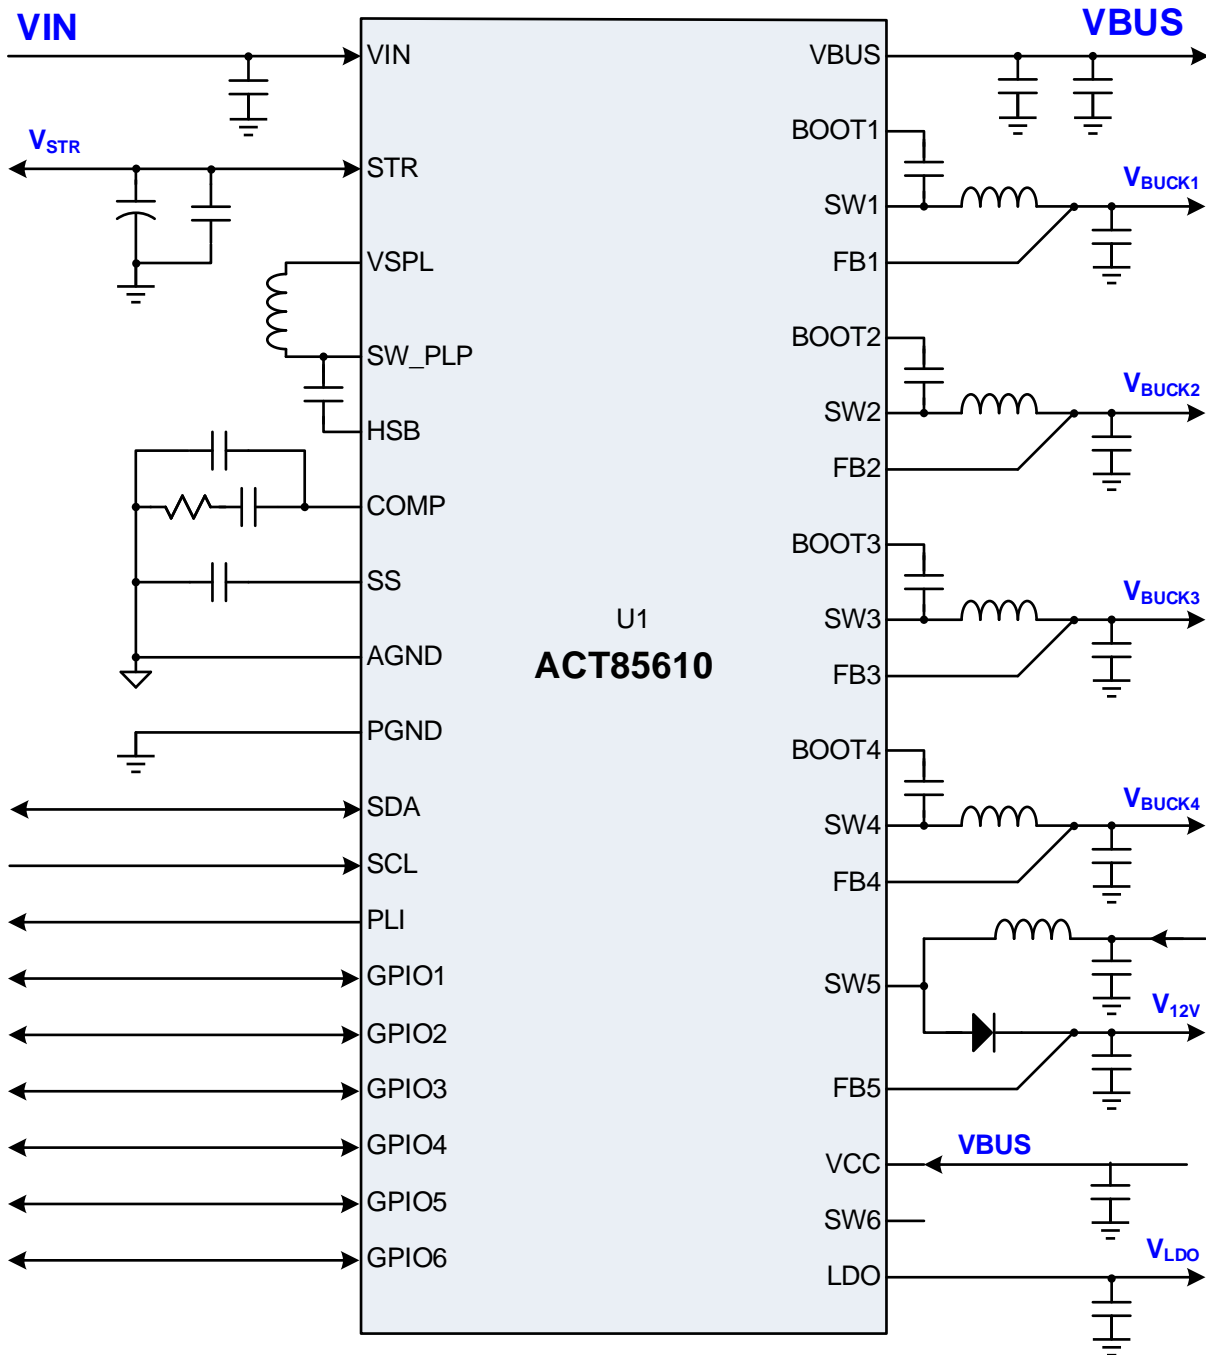 VIN
VBUS
VIN
VBUS
BOOT1
VSTR
STR
VBUCK1
SW1
VSPL
FB1
BOOT2
SW_PLP
VBUCK2
SW2
HSB
FB2
COMP
BOOT3
SS
VBUCK3
U1
SW3
ACT85610
AGND
FB3
PGND
BOOT4
SDA
VBUCK4
SW4
SCL
FB4
PLI
GPIO1
SW5
V12V
GPIO2
GPIO3
FB5
GPIO4
VBUS
VCC
GPIO5
SW6
GPIO6
VLDO
LDO